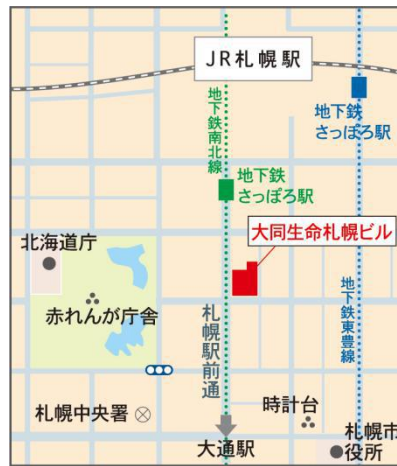 JR札幌駅
地下鉄南北線
地下鉄
さっぽろ駅
地下鉄
さっぽろ駅
大同生命札幌ビル
北海道庁
赤れんが庁舎
札幌駅前通
地下鉄東豊線
札幌中央署
時計台
大通駅
札幌市
役所